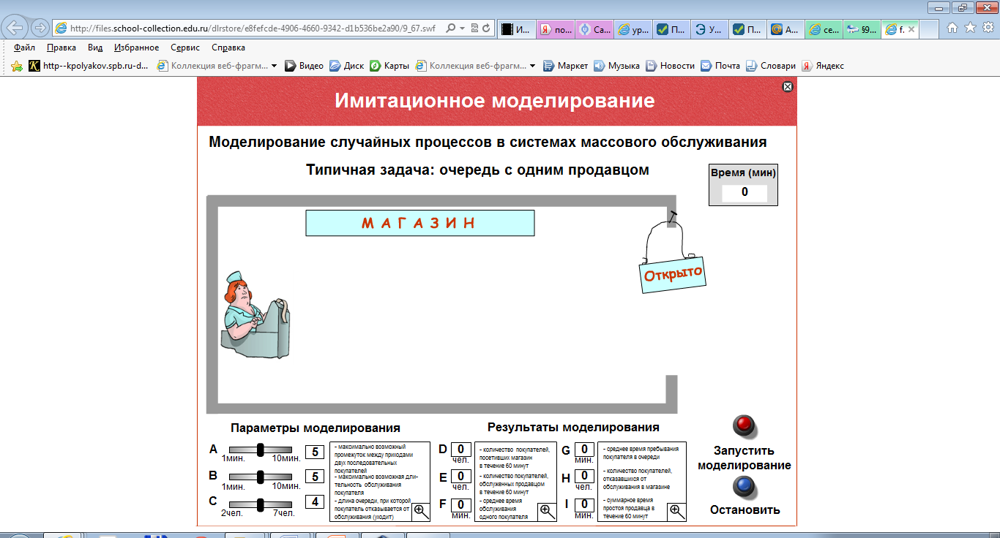 http://files.school-collection.edu.ru/dlrstore/e8fefcde-4906-4660-9342-d1b536be2a90/9_67.swf
И...
по...
Са...
ур...
П...
У...
П...
А...
се...
§9...
f.
Файл Правка Вид Избранное Сервис Справка
http--kpolyakov.spb.ru-d...
Коллекция веб-фрагм...
Видео
Диск
Карты
Коллекция веб-фрагм...
Маркет
Музыка
Новости
Почта
Словари
Яндекс
Имитационное моделирование
Моделирование случайных процессов в системах массового обслуживания
Типичная задача: очередь с одним продавцом
Время (мин)
0
МАГАЗИН
Открыто
Параметры моделирования
A
1мин. 10мин.
5
- максимально возможный
промежуток между приходами
двух последовательных
покупателей
B
1мин. 10мин.
5
- максимально возможная дли-
тельность обслуживания
покупателя
C
2чел. 7чел.
4
- длина очереди, при которой
покупатель отказывается от
обслуживания (уходит)
Результаты моделирования
D 0
чел.
- количество покупателей,
посетивших магазин
в течение 60 минут
E 0
чел.
- количество покупателей,
обслуженных продавцом
в течение 60 минут
F 0
мин.
- среднее время
обслуживания
одного покупателя
G 0
мин.
- среднее время пребывания
покупателя в очереди
H 0
чел.
- количество покупателей,
отказавшихся от
обслуживания в магазине
I 0
мин.
- суммарное время
простоя продавца в
течение 60 минут
Запустить
моделирование
Остановить